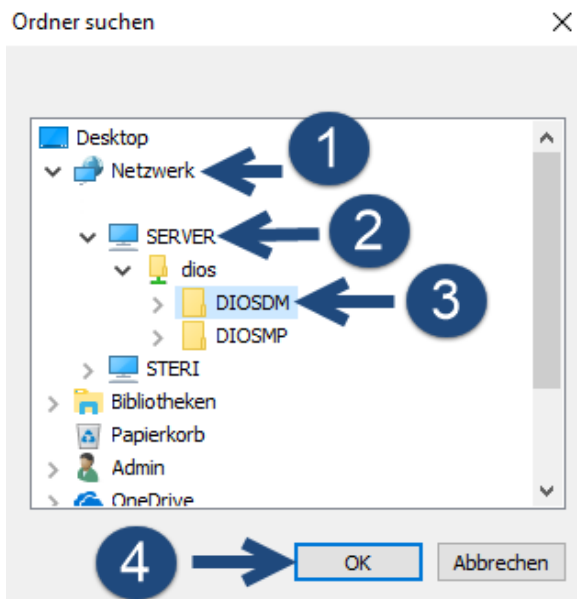 Ordner suchen
Desktop
Netzwerk 1
SERVER 2
dios
DIOSDM 3
DIOSMP
STERI
Bibliotheken
Papierkorb
Admin
OneDrive
4 OK Abbrechen